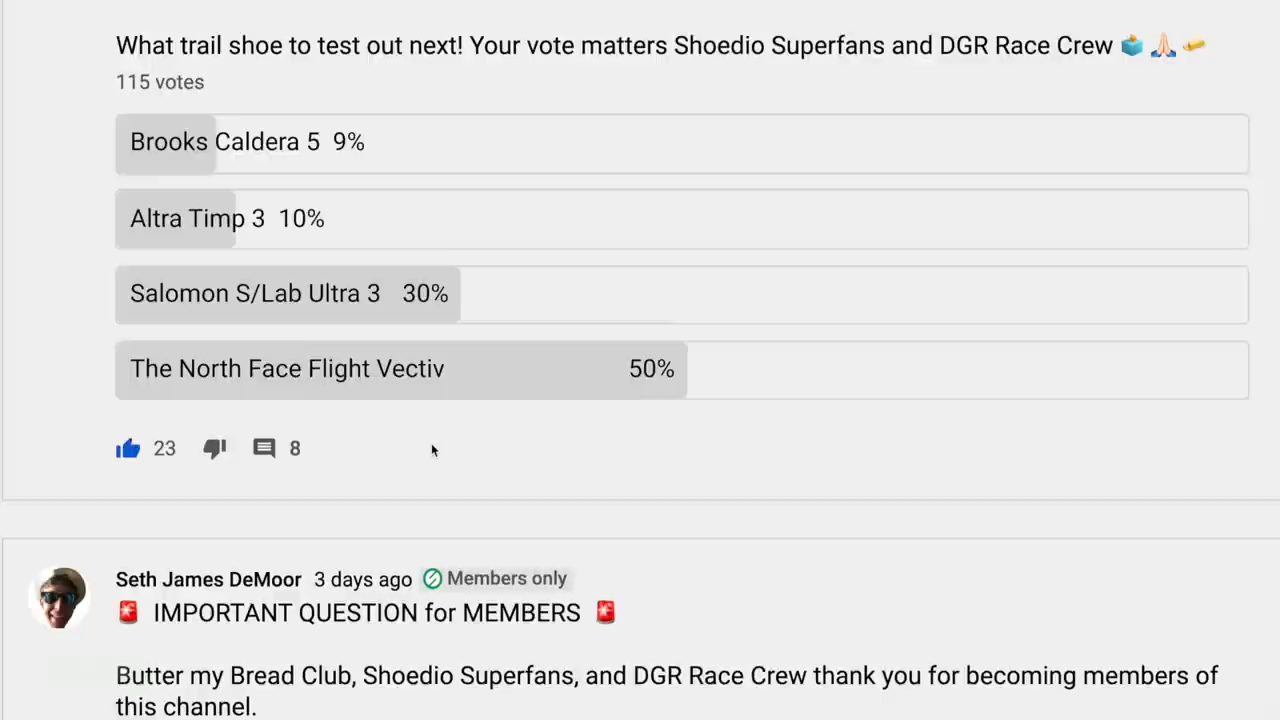 What trail shoe to test out next! Your vote matters Shoedio Superfans and DGR Race Crew 🗳️ 🙏🏻 🫴
115 votes
Brooks Caldera 5 9%
Altra Timp 3 10%
Salomon S/Lab Ultra 3 30%
The North Face Flight Vectiv 50%
23 8
Seth James DeMoor 3 days ago Members only
🚨 IMPORTANT QUESTION for MEMBERS 🚨
Butter my Bread Club, Shoedio Superfans, and DGR Race Crew thank you for becoming members of
this channel.